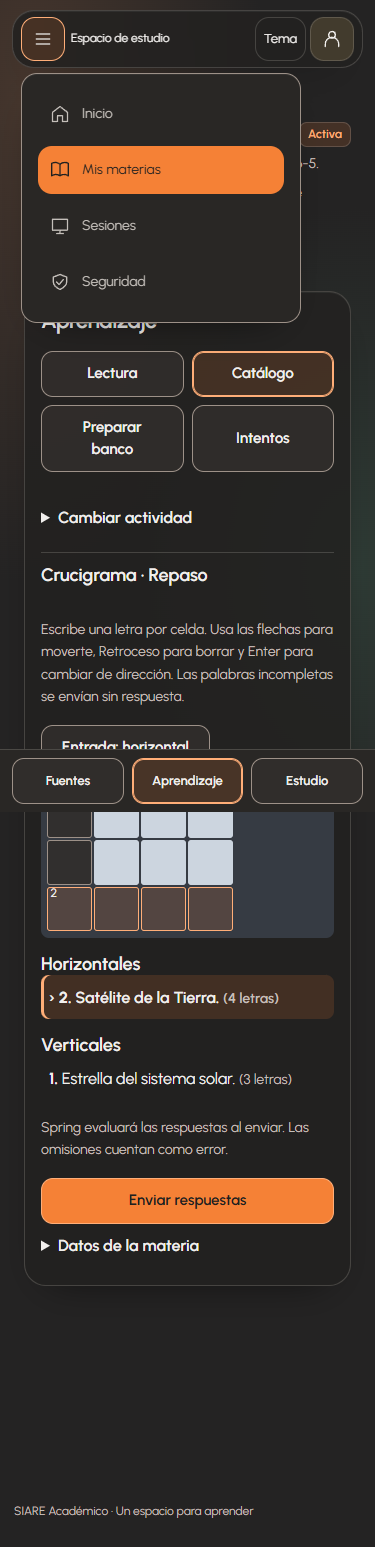 Espacio de estudio
Tema
Inicio
Activa
Mis materias
-5.
Sesiones
Seguridad
Aprendizaje
Lectura
Catálogo
Preparar
banco
Intentos
▶ Cambiar actividad
Crucigrama · Repaso
Escribe una letra por celda. Usa las flechas para
moverte, Retroceso para borrar y Enter para
cambiar de dirección. Las palabras incompletas
se envían sin respuesta.
Entrada: horizontal
Fuentes
Aprendizaje
Estudio
2
Horizontales
› 2. Satélite de la Tierra. (4 letras)
Verticales
1. Estrella del sistema solar. (3 letras)
Spring evaluará las respuestas al enviar. Las
omisiones cuentan como error.
Enviar respuestas
▶ Datos de la materia
SIARE Académico · Un espacio para aprender